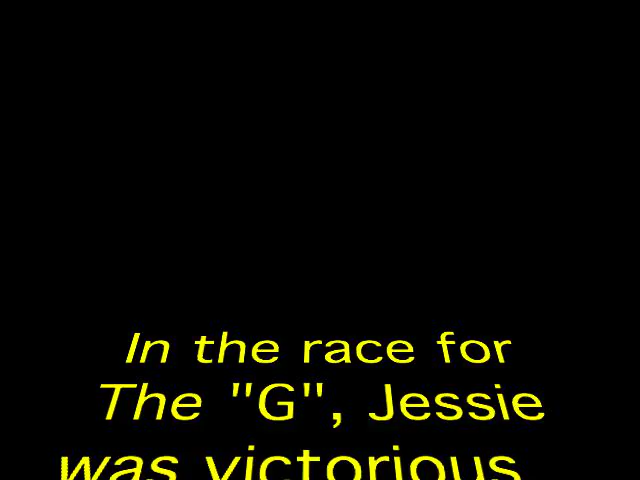 In the race for
The "G", Jessie
was victorious